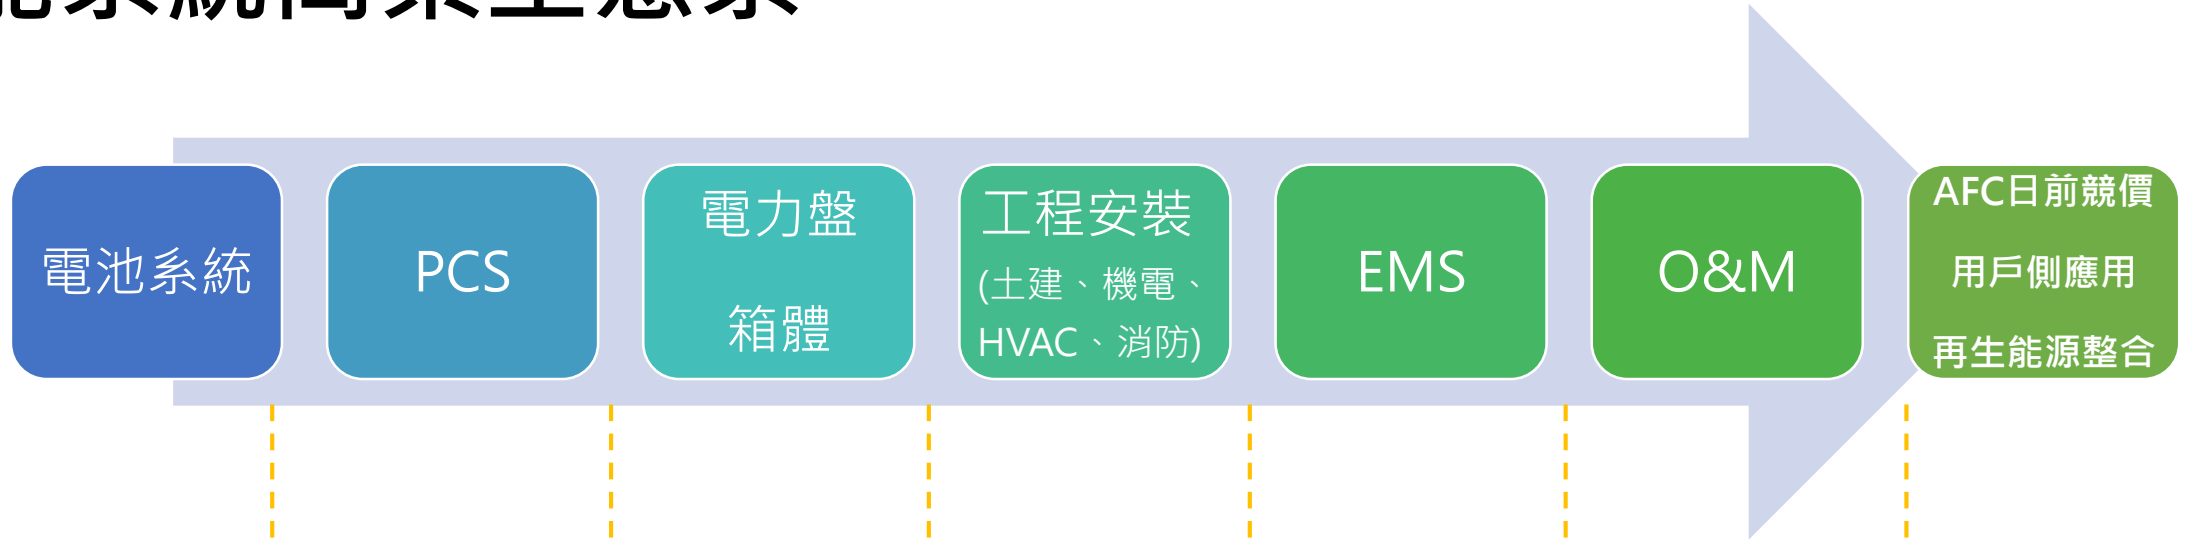 電池系統
PCS
電力盤
箱體
工程安裝
(土建、機電、
HVAC、消防)
EMS
O&M
AFC日前競價
用戶側應用
再生能源整合